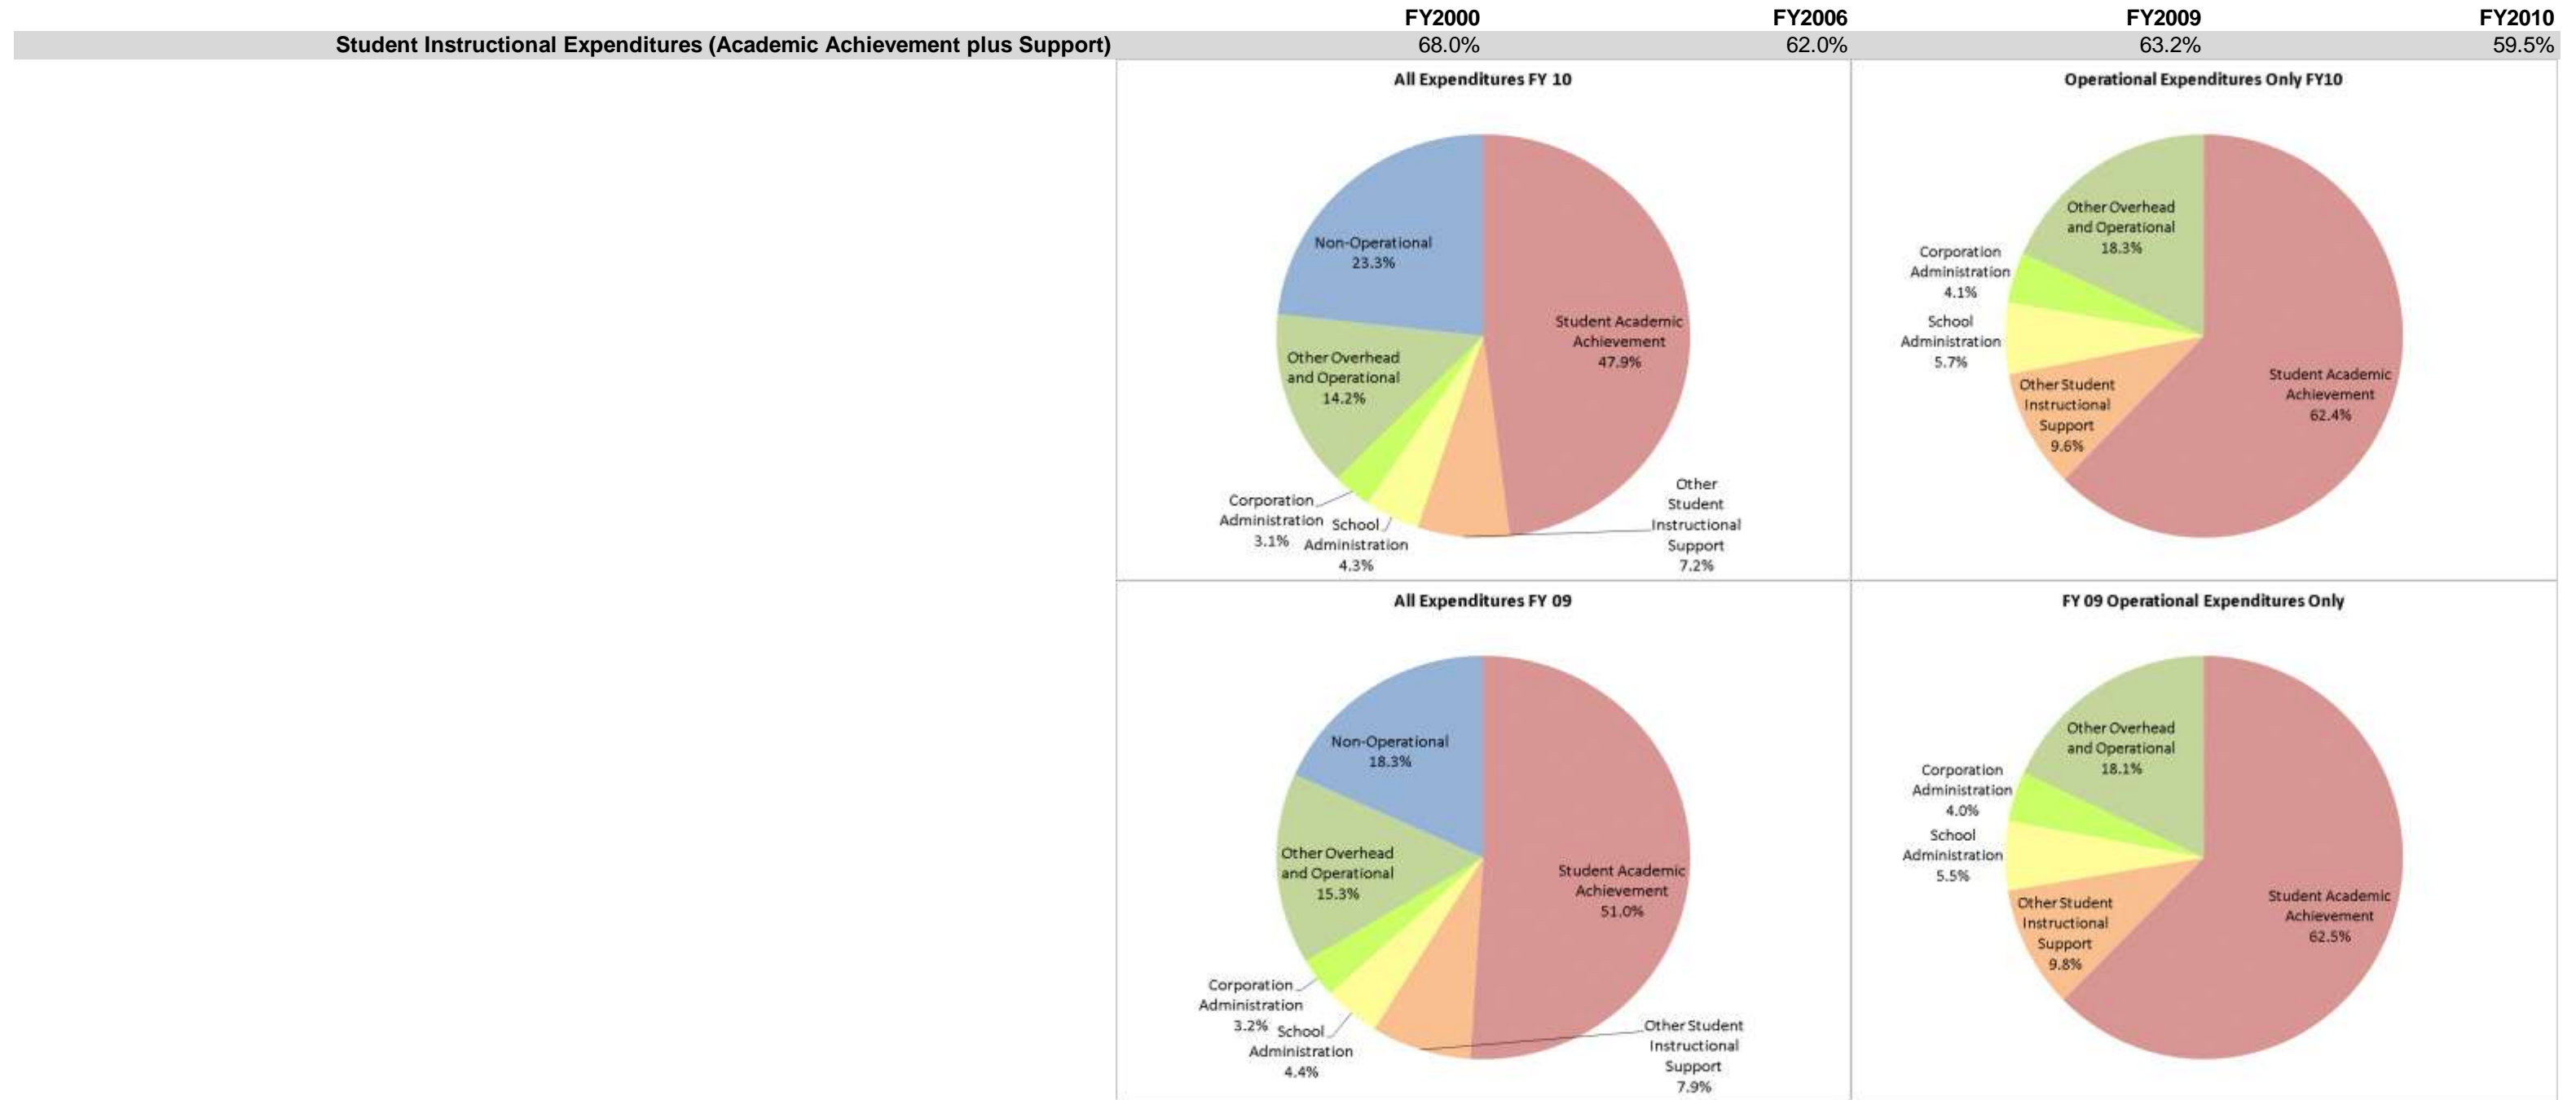 FY2000 FY2006 FY2009 FY2010
Student Instructional Expenditures (Academic Achievement plus Support) 68.0% 62.0% 63.2% 59.5%
All Expenditures FY 10
Non-Operational
23.3%
Student Academic
Achievement
47.9%
Other Overhead
and Operational
14.2%
Corporation
Administration
3.1%
School
Administration
4.3%
Other
Student
Instructional
Support
7.2%
Operational Expenditures Only FY10
Other Overhead
and Operational
18.3%
Corporation
Administration
4.1%
School
Administration
5.7%
Other Student
Instructional
Support
9.6%
Student Academic
Achievement
62.4%
All Expenditures FY 09
Non-Operational
18.3%
Other Overhead
and Operational
15.3%
Student Academic
Achievement
51.0%
Corporation
Administration
3.2%
School
Administration
4.4%
Other Student
Instructional
Support
7.9%
FY 09 Operational Expenditures Only
Other Overhead
and Operational
18.1%
Corporation
Administration
4.0%
School
Administration
5.5%
Other Student
Instructional
Support
9.8%
Student Academic
Achievement
62.5%